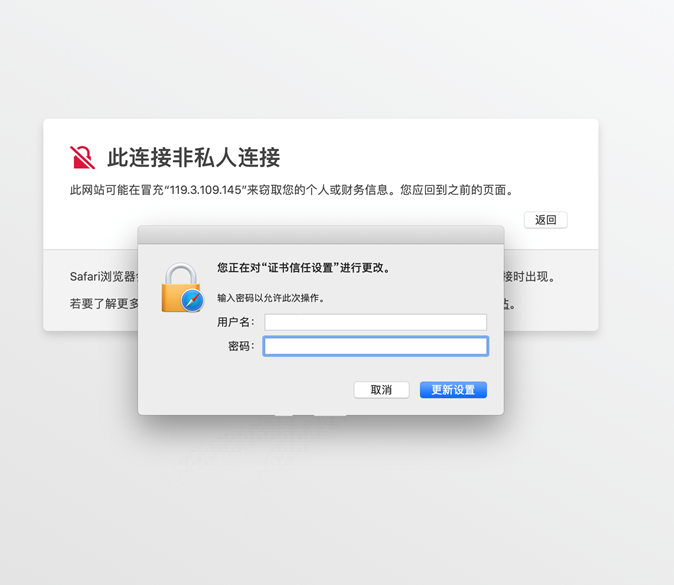 此连接非私人连接
此网站可能在冒充“119.3.109.145”来窃取您的个人或财务信息。您应回到之前的页面。
返回
您正在对“证书信任设置”进行更改。
Safari浏览器
接时出现。
输入密码以允许此次操作。
若要了解更多
。
用户名：
密码：
取消
更新设置